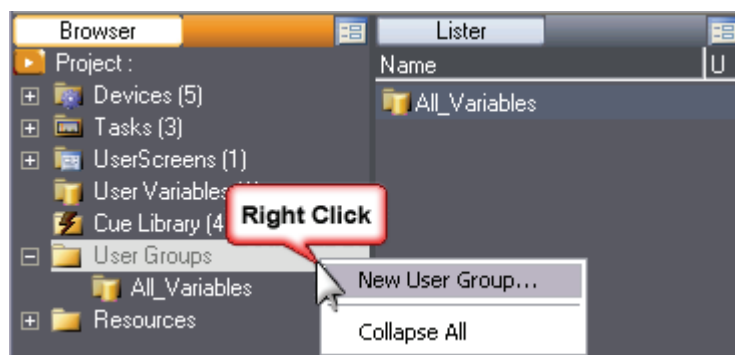 Browser
Lister
Project :
Name
U
Devices (5)
All_Variables
Tasks (3)
UserScreens (1)
User Variables
Right Click
Cue Library (4
User Groups
New User Group...
All_Variables
Resources
Collapse All